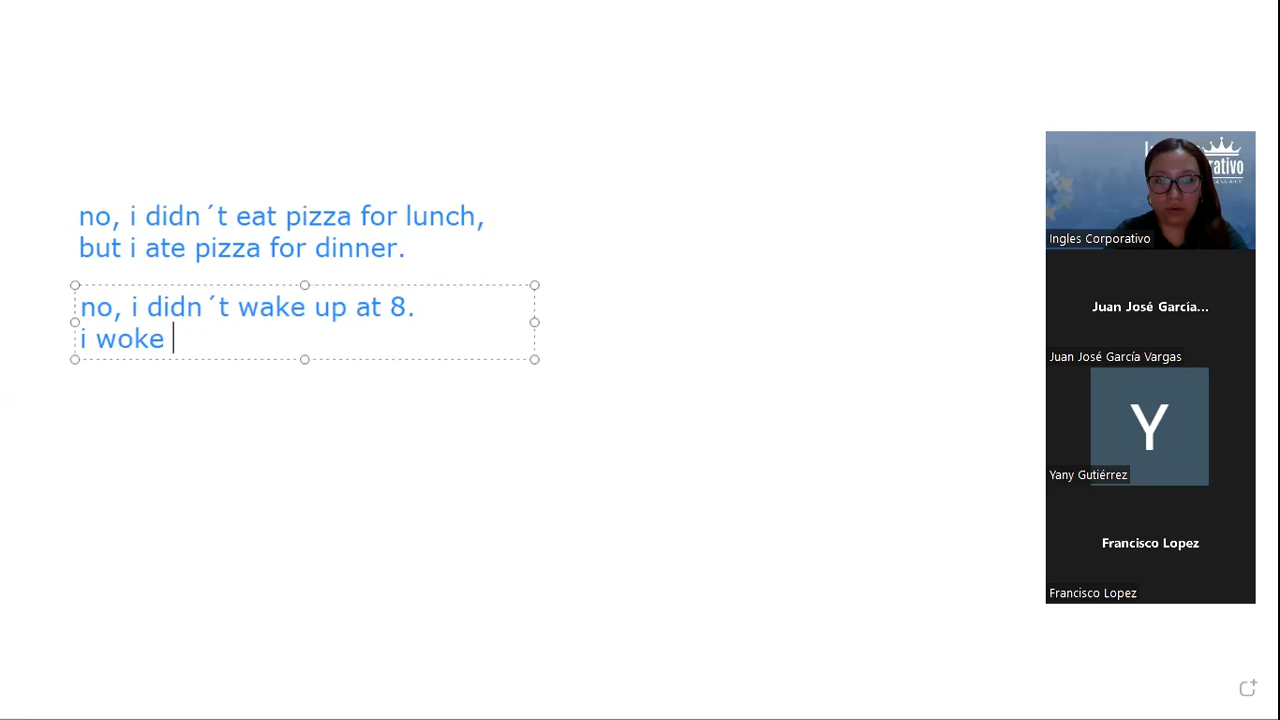 no, i didn´t eat pizza for lunch,
but i ate pizza for dinner.
no, i didn´t wake up at 8.
i woke
Ingles Corporativo
Juan José García...
Juan José García Vargas
Y
Yany Gutiérrez
Francisco Lopez
Francisco Lopez